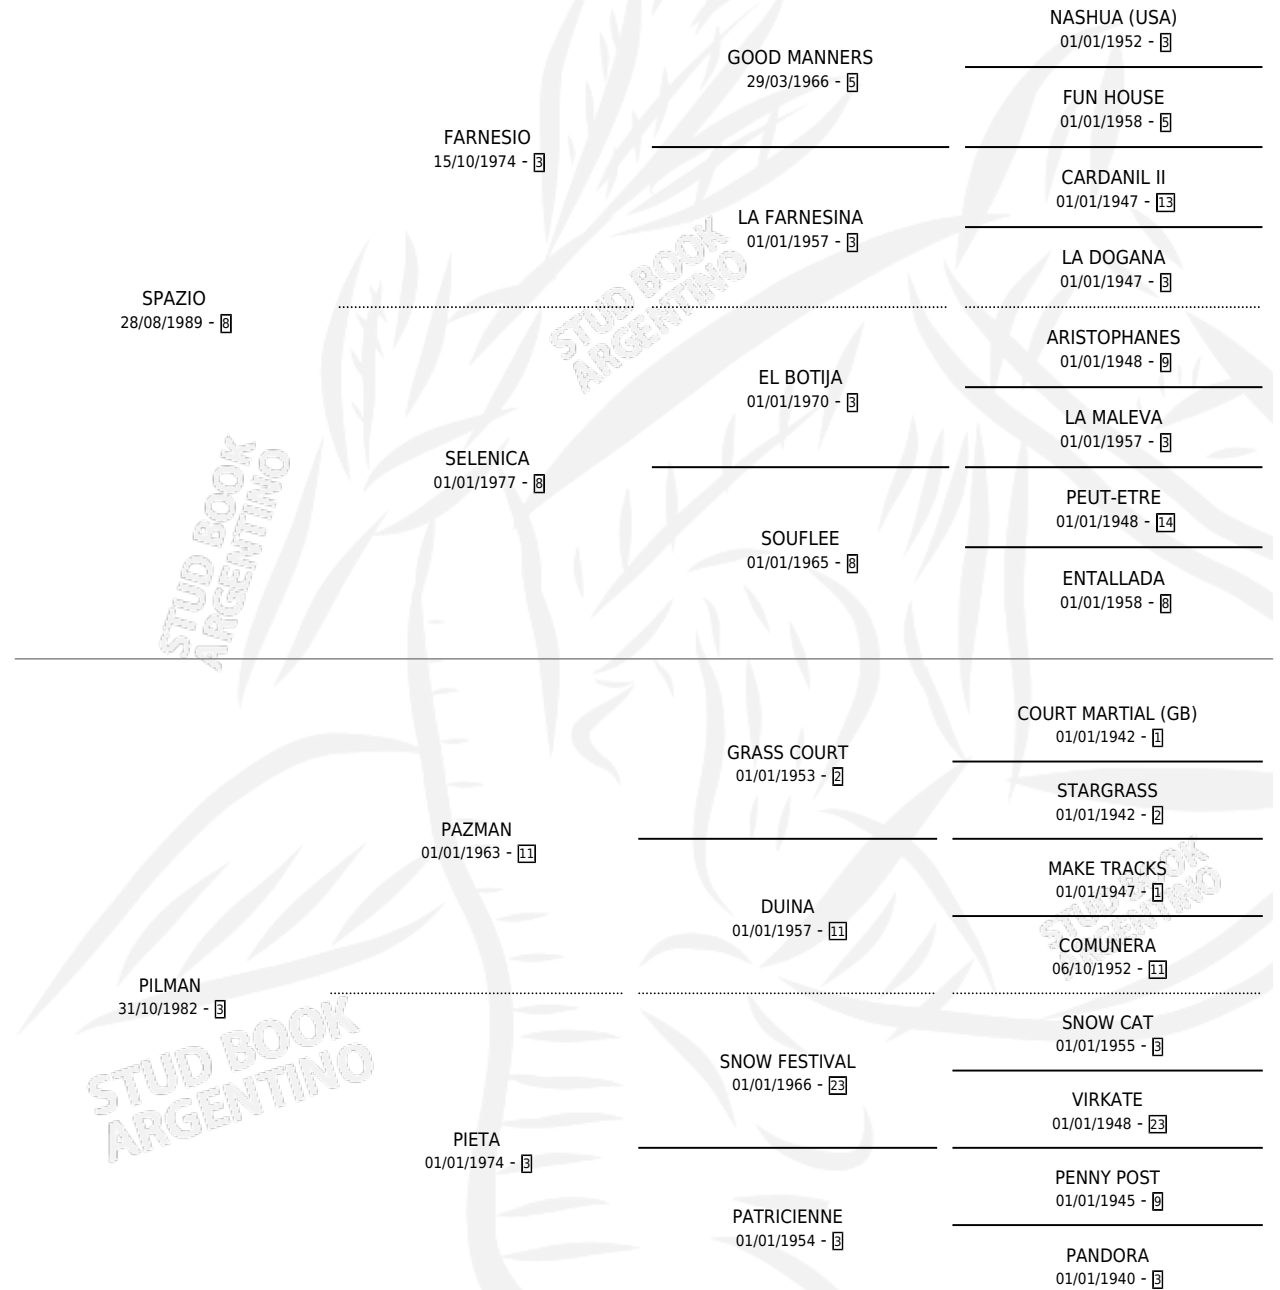 SPAZIO
28/08/1989 - 8
FARNESIO
15/10/1974 - 3
SELENICA
01/01/1977 - 8
GOOD MANNERS
29/03/1966 - 5
LA FARNESINA
01/01/1957 - 3
EL BOTIJA
01/01/1970 - 3
SOUFLEE
01/01/1965 - 8
NASHUA (USA)
01/01/1952 - 3
FUN HOUSE
01/01/1958 - 5
CARDANIL II
01/01/1947 - 13
LA DOGANA
01/01/1947 - 3
ARISTOPHANES
01/01/1948 - 9
LA MALEVA
01/01/1957 - 3
PEUT-ETRE
01/01/1948 - 14
ENTALLADA
01/01/1958 - 8
STUD BOOK
ARGENTINO
STUD BOOK
ARGENTINO
PILMAN
31/10/1982 - 3
PAZMAN
01/01/1963 - 11
PIETA
01/01/1974 - 3
GRASS COURT
01/01/1953 - 2
DUINA
01/01/1957 - 11
SNOW FESTIVAL
01/01/1966 - 23
PATRICIENNE
01/01/1954 - 3
COURT MARTIAL (GB)
01/01/1942 - 1
STARGRASS
01/01/1942 - 2
MAKE TRACKS
01/01/1947 - 1
COMUNERA
06/10/1952 - 11
SNOW CAT
01/01/1955 - 3
VIRKATE
01/01/1948 - 23
PENNY POST
01/01/1945 - 9
PANDORA
01/01/1940 - 3
STUD BOOK
ARGENTINO
STUD BOOK
ARGENTINO